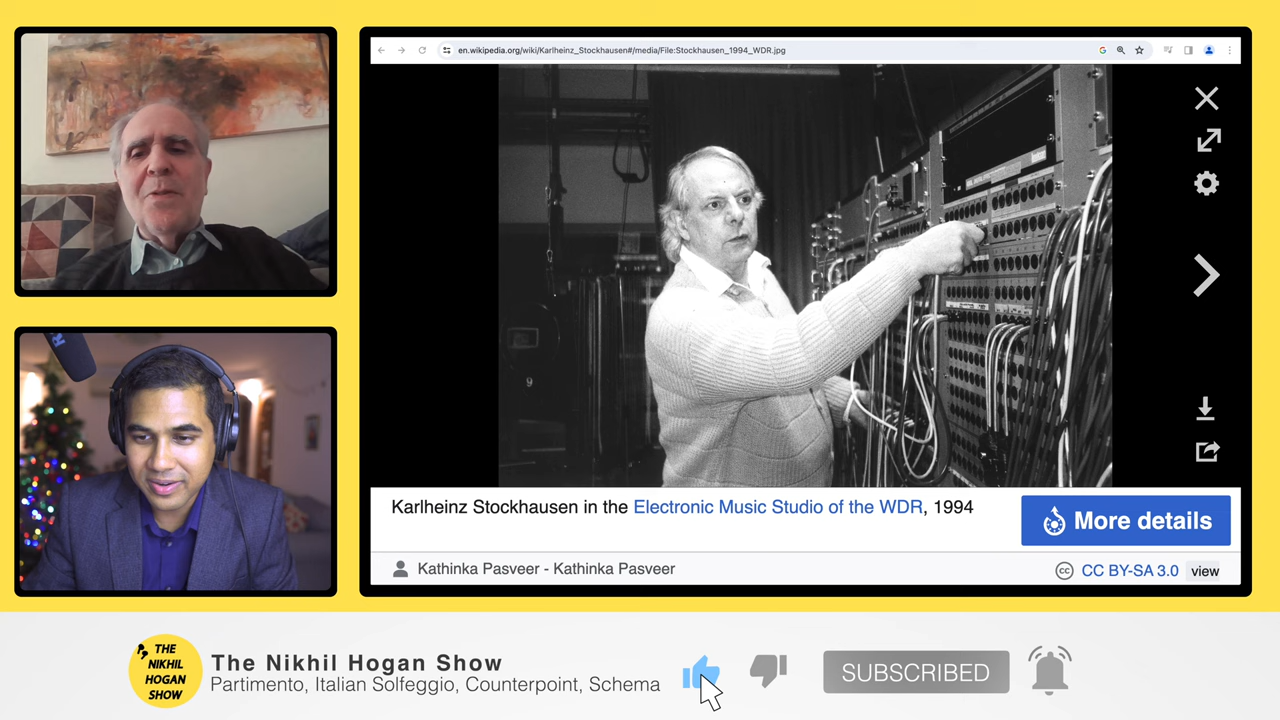 en.wikipedia.org/wiki/Karlheinz_Stockhausen#/media/File:Stockhausen_1994_WDR.jpg
9
Karlheinz Stockhausen in the Electronic Music Studio of the WDR, 1994
More details
Kathinka Pasveer - Kathinka Pasveer
CC BY-SA 3.0 view
THE
NIKHIL
HOGAN
SHOW
The Nikhil Hogan Show
Partimento, Italian Solfeggio, Counterpoint, Schema
SUBSCRIBED